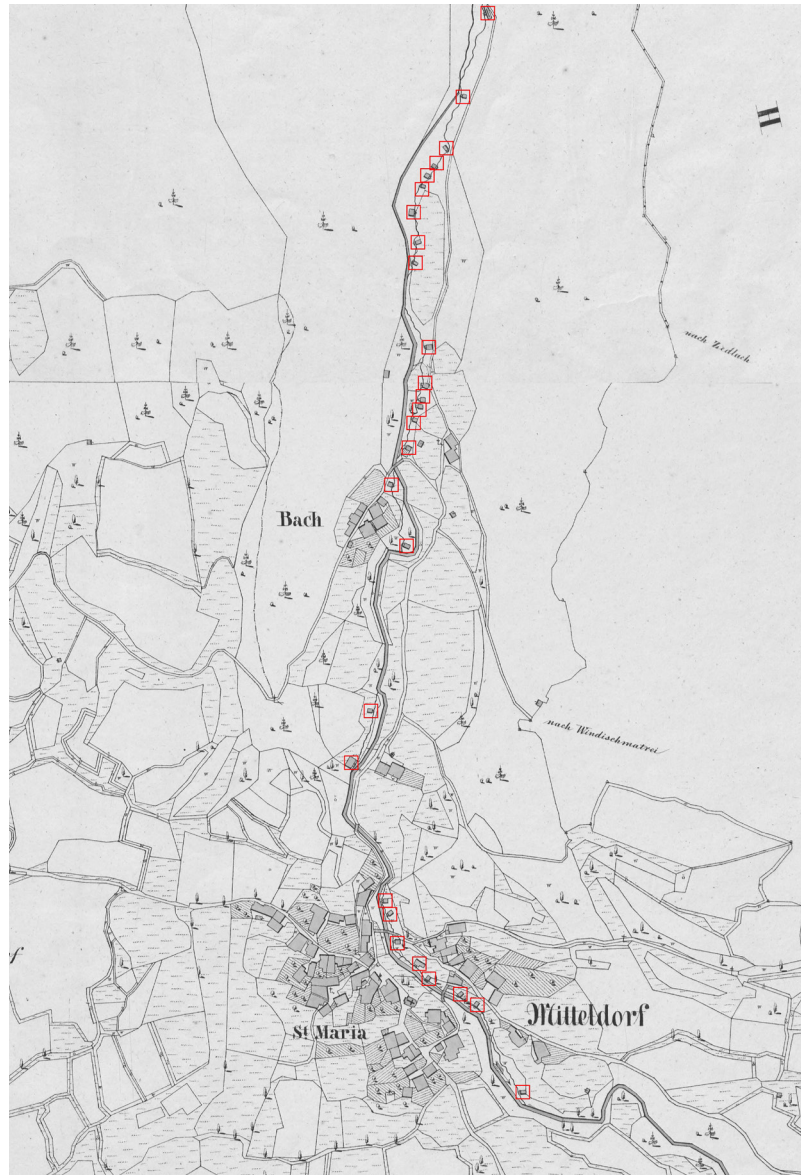 H
nach Zedlach
Bach
nach Windischmatrei
St Maria
Mitteldorf